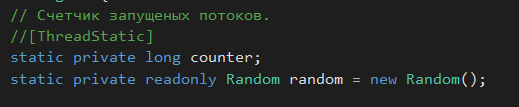 // Счетчик запущеных потоков.
//[ThreadStatic]
static private long counter;
static private readonly Random random = new Random();